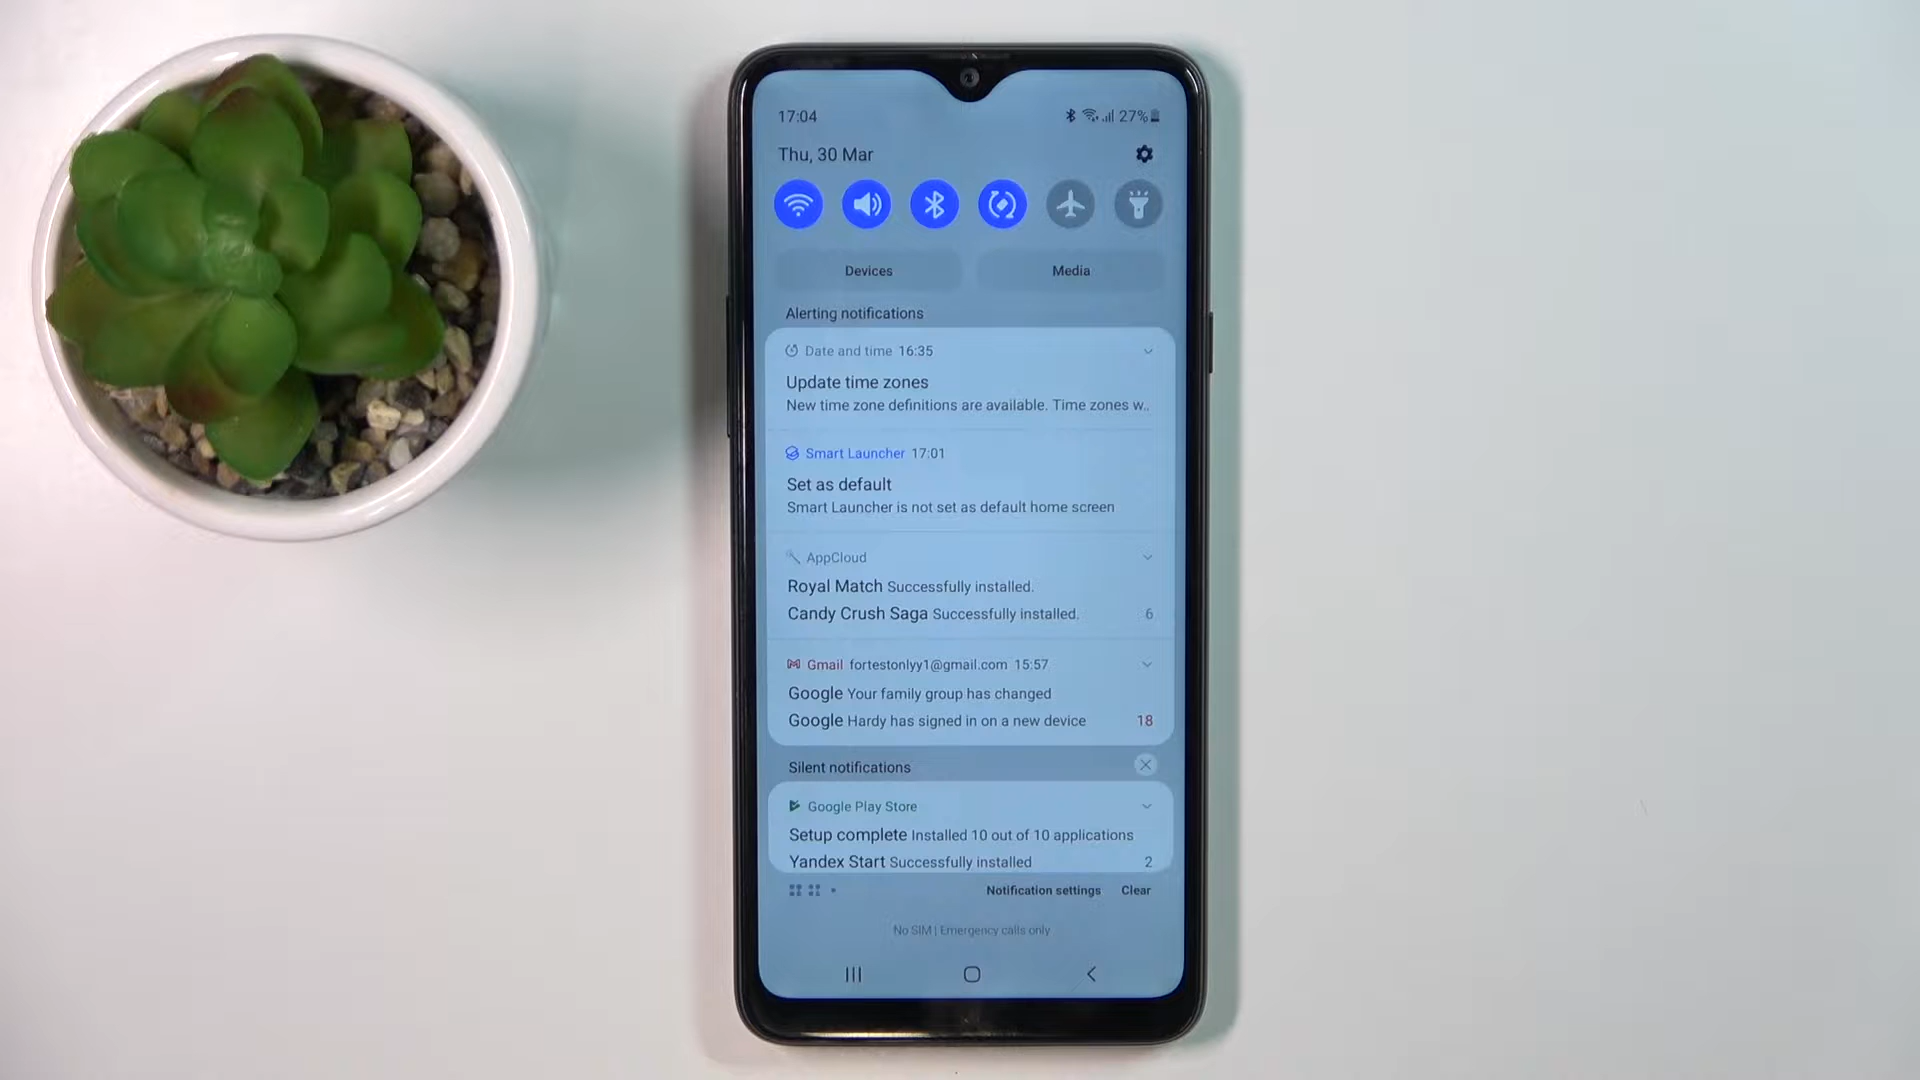 17:04
27%
Thu, 30 Mar
Devices
Media
Alerting notifications
Date and time 16:35
Update time zones
New time zone definitions are available. Time zones w..
Smart Launcher 17:01
Set as default
Smart Launcher is not set as default home screen
AppCloud
Royal Match Successfully installed.
Candy Crush Saga Successfully installed. 6
Gmail fortestonlyy1@gmail.com 15:57
Google Your family group has changed
Google Hardy has signed in on a new device 18
Silent notifications
Google Play Store
Setup complete Installed 10 out of 10 applications
Yandex Start Successfully installed 2
Notification settings Clear
No SIM | Emergency calls only